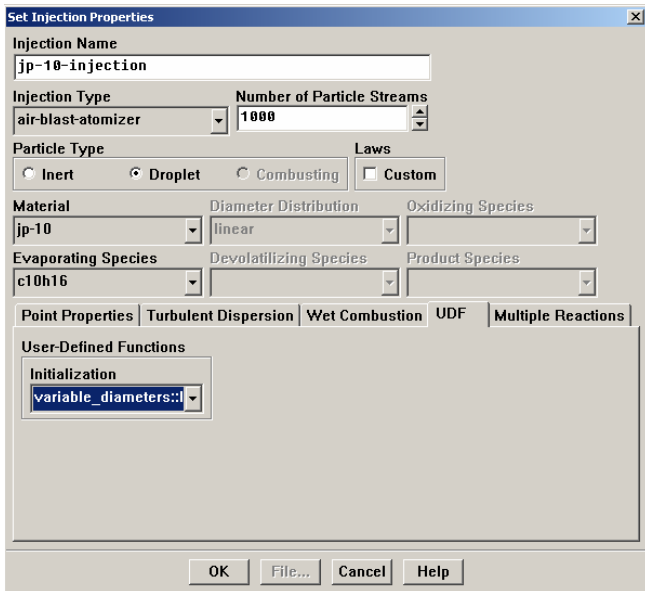 Set Injection Properties
Injection Name
jp-10-injection
Injection Type Number of Particle Streams
air-blast-atomizer 1000
Particle Type Laws
Inert Droplet Combusting Custom
Material Diameter Distribution Oxidizing Species
jp-10 linear
Evaporating Species Devolatilizing Species Product Species
c10h16
Point Properties Turbulent Dispersion Wet Combustion UDF Multiple Reactions
User-Defined Functions
Initialization
variable_diameters::l
OK File... Cancel Help